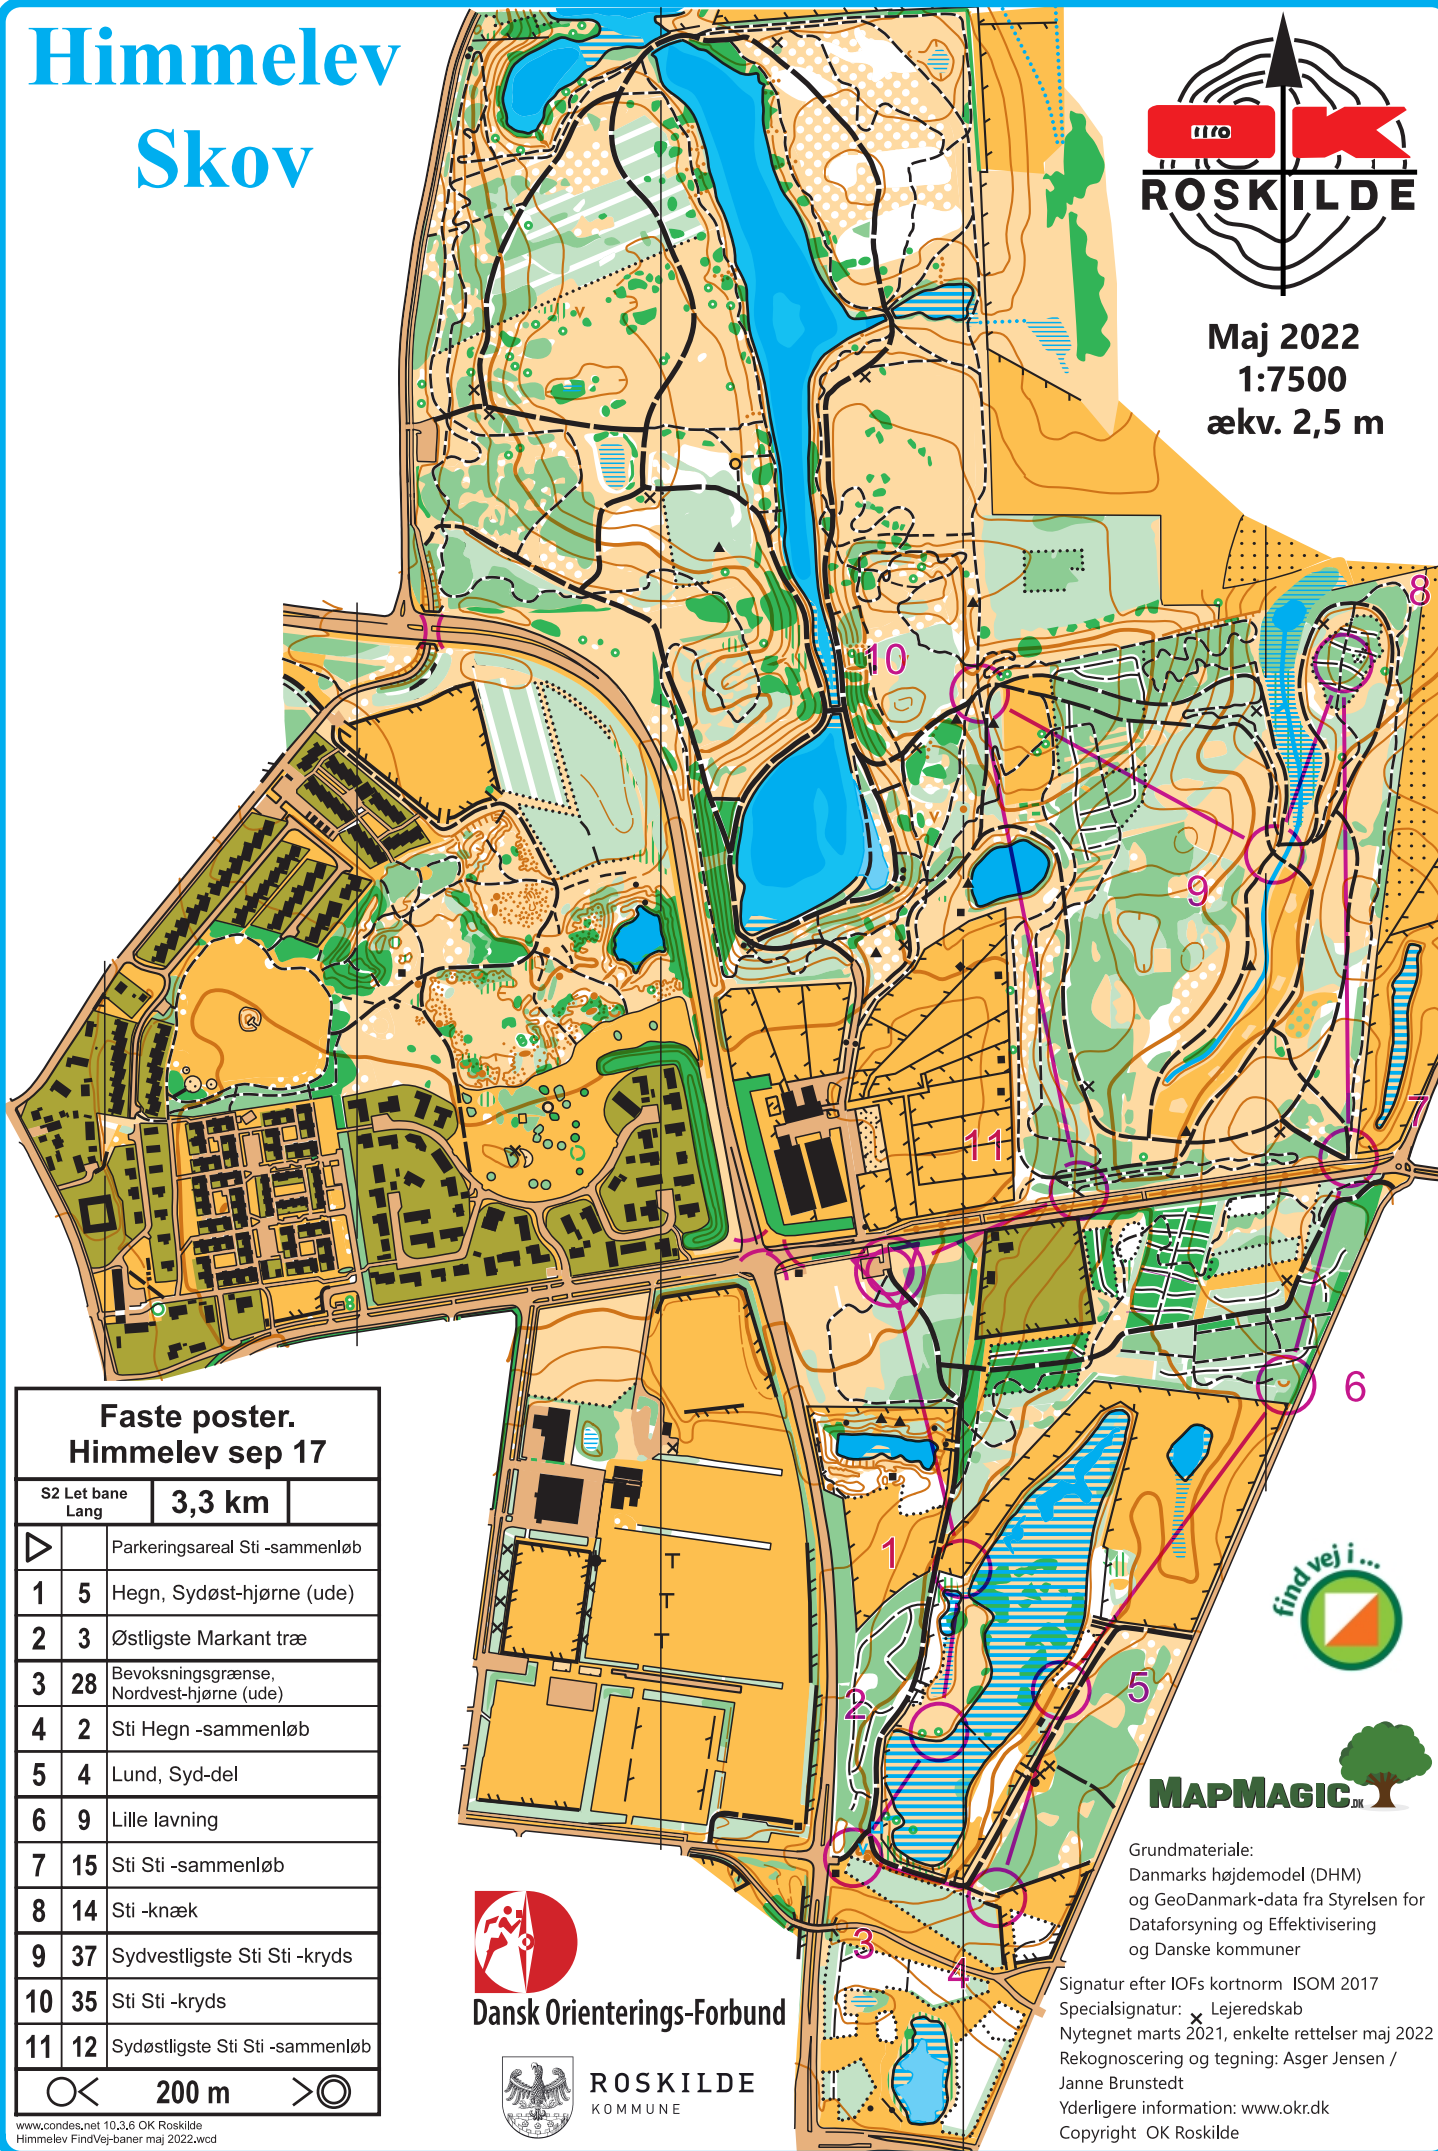 Himmelev
Skov
OK
ROSKILDE
Maj 2022
1:7500
ækv. 2,5 m
8
10
9
7
11
6
1
5
2
3
4
Faste poster.
Himmelev sep 17
S2 Let bane
Lang
3,3 km
Parkeringsareal Sti -sammenløb
1 5 Hegn, Sydøst-hjørne (ude)
2 3 Østligste Markant træ
3 28 Bevoksningsgrænse,
Nordvest-hjørne (ude)
4 2 Sti Hegn -sammenløb
5 4 Lund, Syd-del
6 9 Lille lavning
7 15 Sti Sti -sammenløb
8 14 Sti -knæk
9 37 Sydvestligste Sti Sti -kryds
10 35 Sti Sti -kryds
11 12 Sydøstligste Sti Sti -sammenløb
200 m
www.condes.net 10.3.6 OK Roskilde
Himmelev FindVej-baner maj 2022.wcd
Dansk Orienterings-Forbund
ROSKILDE
KOMMUNE
find vej i ...
MAPMAGIC.DK
Grundmateriale:
Danmarks højdemodel (DHM)
og GeoDanmark-data fra Styrelsen for
Dataforsyning og Effektivisering
og Danske kommuner
Signatur efter IOFs kortnorm ISOM 2017
Specialsignatur: × Lejeredskab
Nytegnet marts 2021, enkelte rettelser maj 2022
Rekognoscering og tegning: Asger Jensen /
Janne Brunstedt
Yderligere information: www.okr.dk
Copyright OK Roskilde